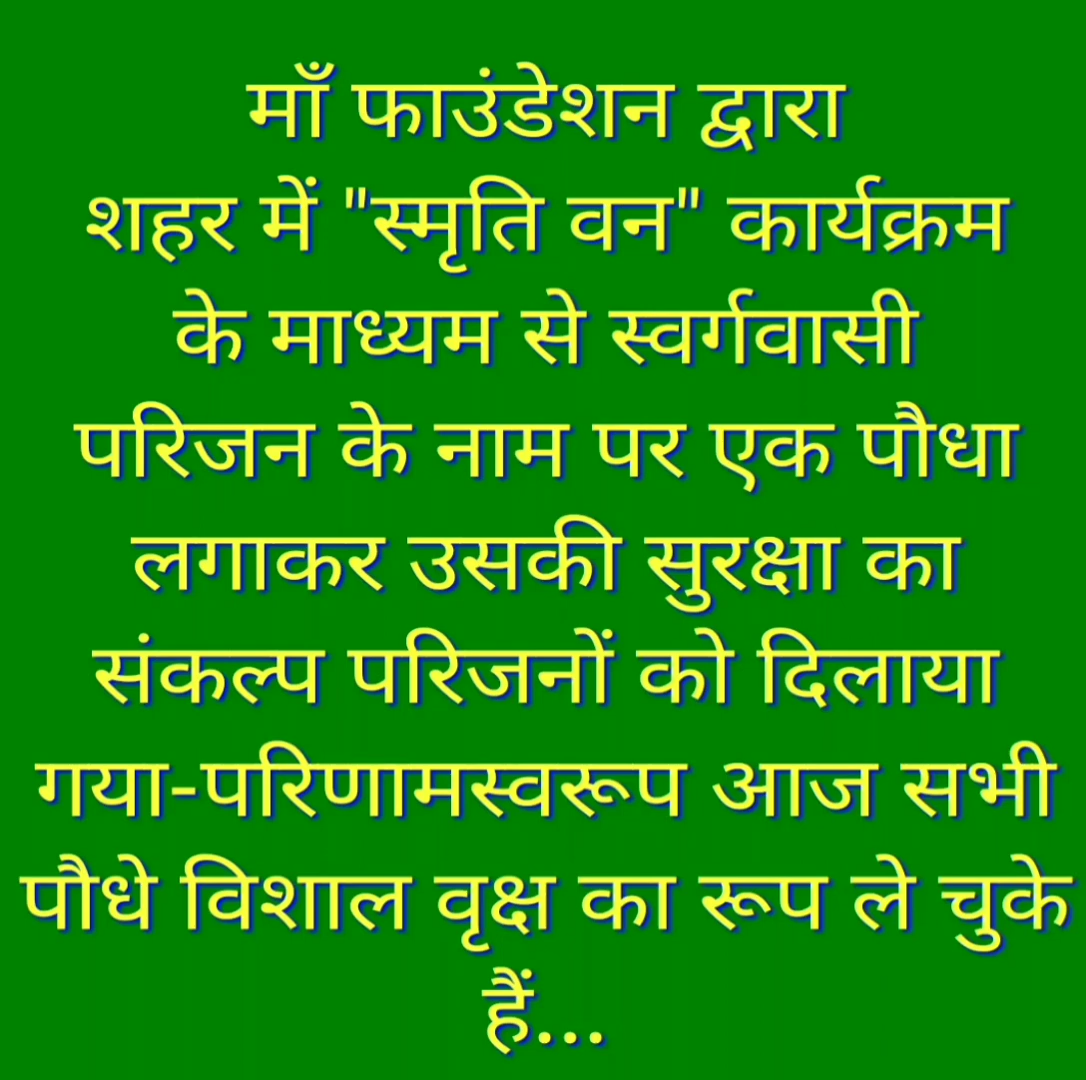 माँ फाउंडेशन द्वारा
शहर में "स्मृति वन" कार्यक्रम
के माध्यम से स्वर्गवासी
परिजन के नाम पर एक पौधा
लगाकर उसकी सुरक्षा का
संकल्प परिजनों को दिलाया
गया-परिणामस्वरूप आज सभी
पौधे विशाल वृक्ष का रूप ले चुके
हैं...